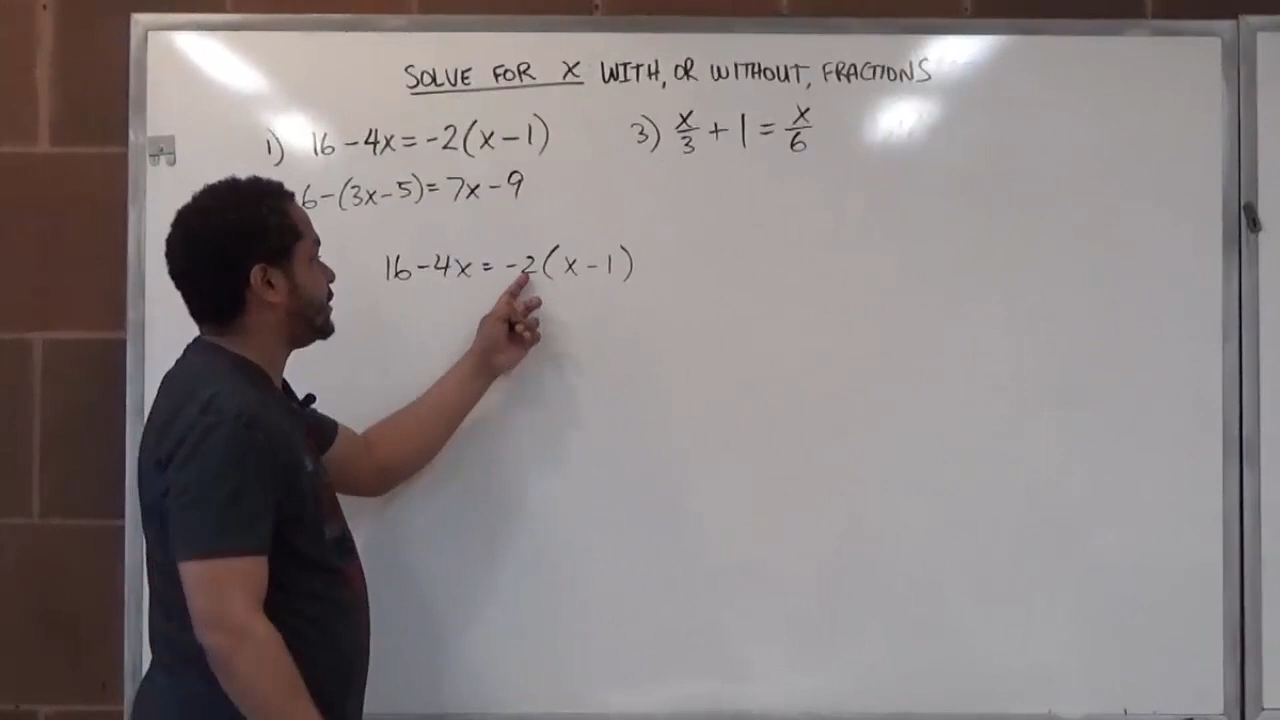 SOLVE FOR X WITH, OR WITHOUT, FRACTIONS
1) 16-4x=-2(x-1)
6-(3x-5)=7x-9
3) x/3+1=x/6
16-4x=-2(x-1)